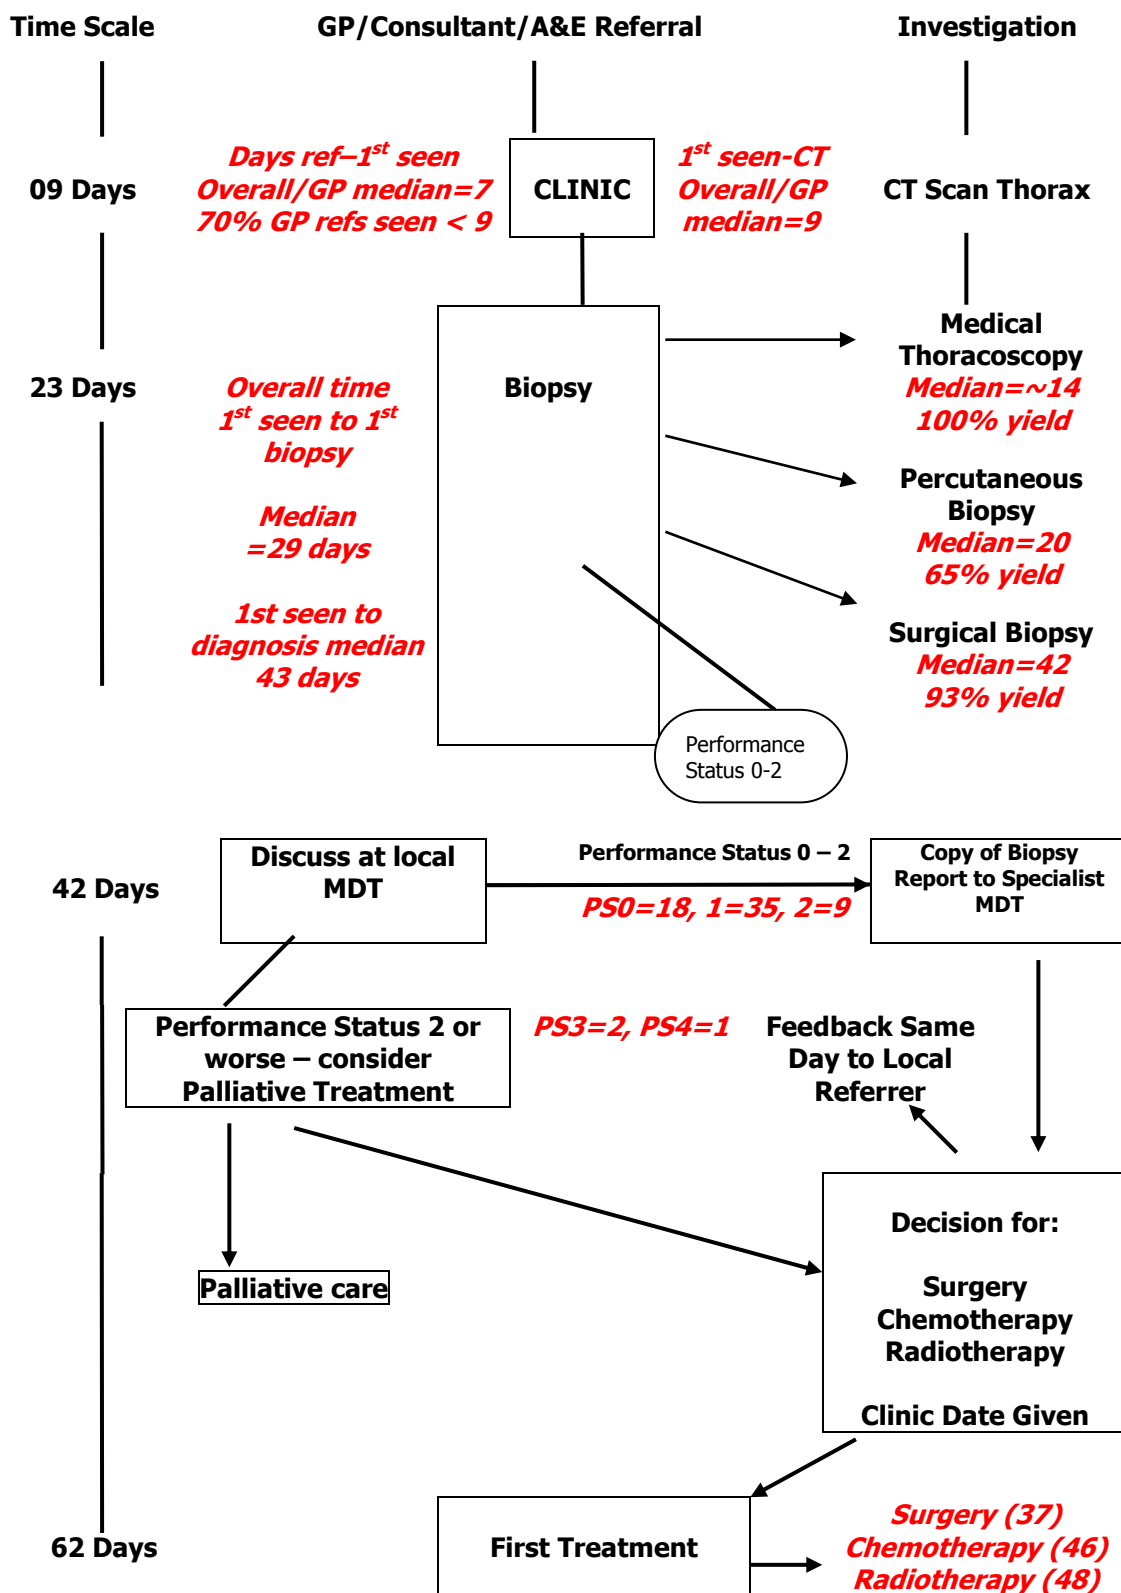 Time Scale
GP/Consultant/A&E Referral
Investigation
09 Days
Days ref–1st seen
Overall/GP median=7
70% GP refs seen < 9
CLINIC
1st seen-CT
Overall/GP
median=9
CT Scan Thorax
23 Days
Overall time
1st seen to 1st
biopsy
Median
=29 days
1st seen to
diagnosis median
43 days
Biopsy
Medical
Thoracoscopy
Median=~14
100% yield
Percutaneous
Biopsy
Median=20
65% yield
Surgical Biopsy
Median=42
93% yield
Performance
Status 0-2
42 Days
Discuss at local
MDT
Performance Status 0 – 2
PS0=18, 1=35, 2=9
Copy of Biopsy
Report to Specialist
MDT
Performance Status 2 or
worse – consider
Palliative Treatment
PS3=2, PS4=1
Feedback Same
Day to Local
Referrer
Palliative care
Decision for:
Surgery
Chemotherapy
Radiotherapy
Clinic Date Given
62 Days
First Treatment
Surgery (37)
Chemotherapy (46)
Radiotherapy (48)